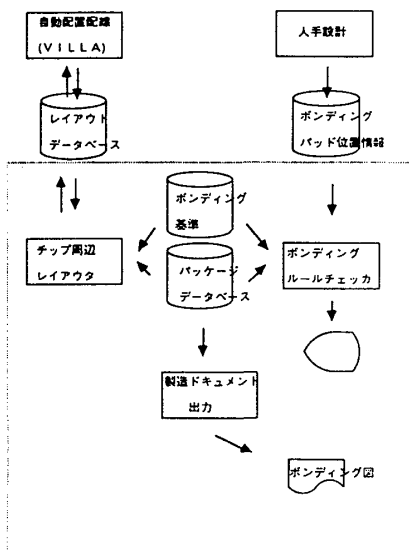 自動配置配線
(VILLA)
人手設計
レイアウト
データベース
ボンディング
パッド位置情報
ボンディング
基準
チップ周辺
レイアウタ
パッケージ
データベース
ボンディング
ルールチェッカ
製造ドキュメント
出力
ボンディング図